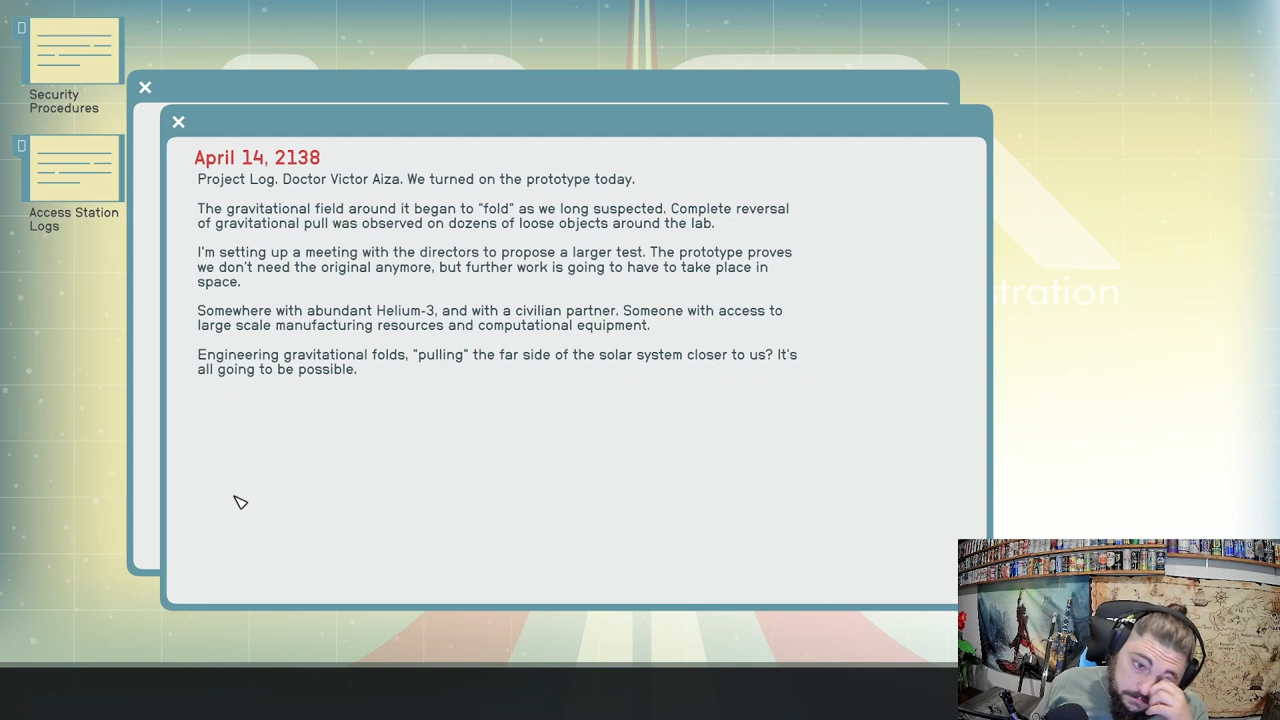 Security
Procedures
Access Station
Logs
April 14, 2138
Project Log. Doctor Victor Aiza. We turned on the prototype today.
The gravitational field around it began to "fold" as we long suspected. Complete reversal
of gravitational pull was observed on dozens of loose objects around the lab.
I'm setting up a meeting with the directors to propose a larger test. The prototype proves
we don't need the original anymore, but further work is going to have to take place in
space.
Somewhere with abundant Helium-3, and with a civilian partner. Someone with access to
large scale manufacturing resources and computational equipment.
Engineering gravitational folds, "pulling" the far side of the solar system closer to us? It's
all going to be possible.
stration